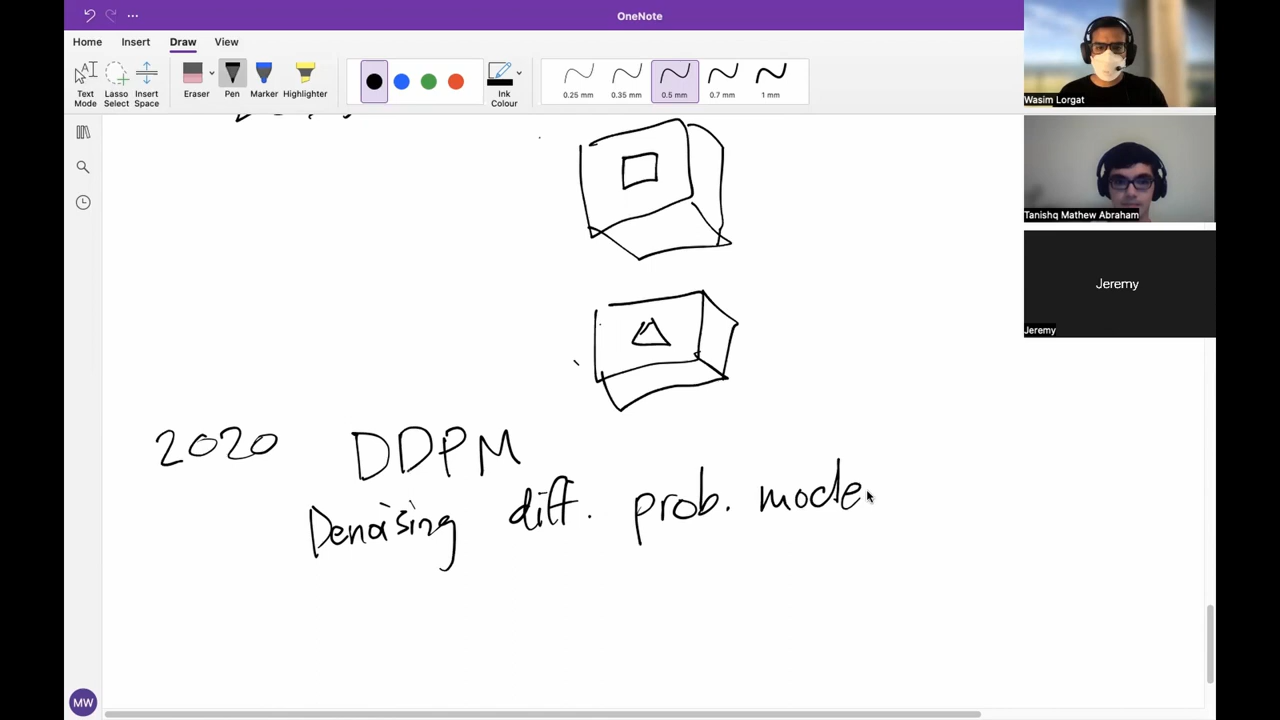 OneNote
Home Insert Draw View
Text Mode
Lasso Select
Insert Space
Eraser
Pen
Marker
Highlighter
Ink Colour
0.25 mm
0.35 mm
0.5 mm
0.7 mm
1 mm
Wasim Lorgat
Tanishq Mathew Abraham
Jeremy
Jeremy
2020 DDPM
Denoising diff. prob. mode
MW